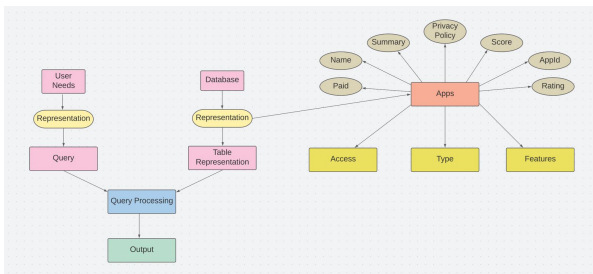 Privacy
Policy
Summary
Score
Name
AppId
User
Needs
Database
Paid
Apps
Rating
Representation
Representation
Query
Table
Representation
Access
Type
Features
Query Processing
Output